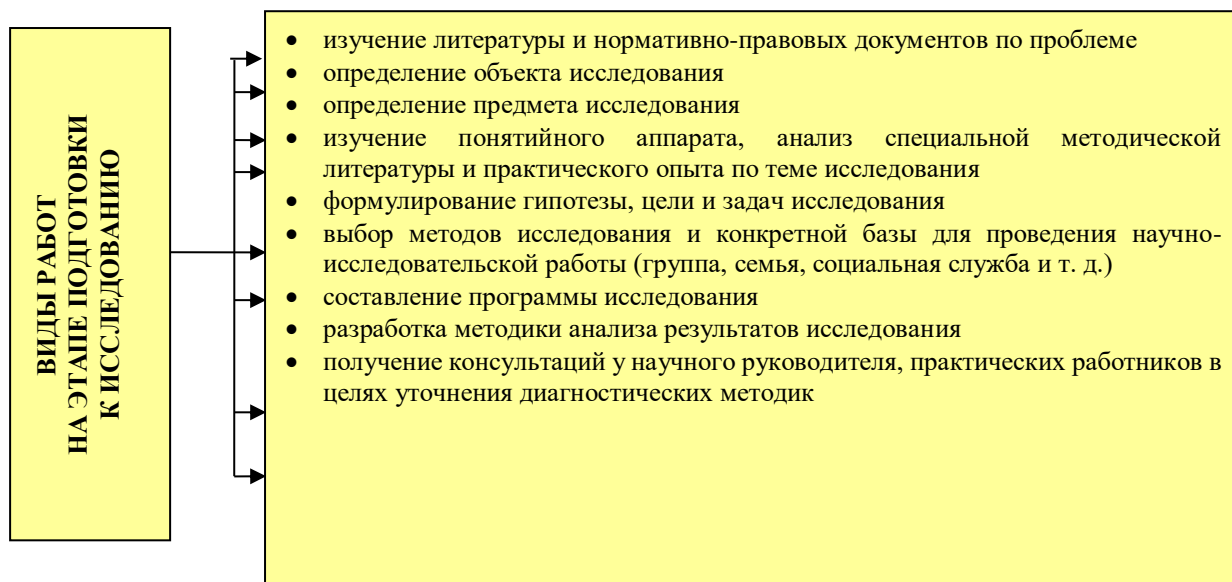 ВИДЫ РАБОТ
НА ЭТАПЕ ПОДГОТОВКИ
К ИССЛЕДОВАНИЮ
• изучение литературы и нормативно-правовых документов по проблеме
• определение объекта исследования
• определение предмета исследования
• изучение понятийного аппарата, анализ специальной методической
литературы и практического опыта по теме исследования
• формулирование гипотезы, цели и задач исследования
• выбор методов исследования и конкретной базы для проведения научно-
исследовательской работы (группа, семья, социальная служба и т. д.)
• составление программы исследования
• разработка методики анализа результатов исследования
• получение консультаций у научного руководителя, практических работников в
целях уточнения диагностических методик